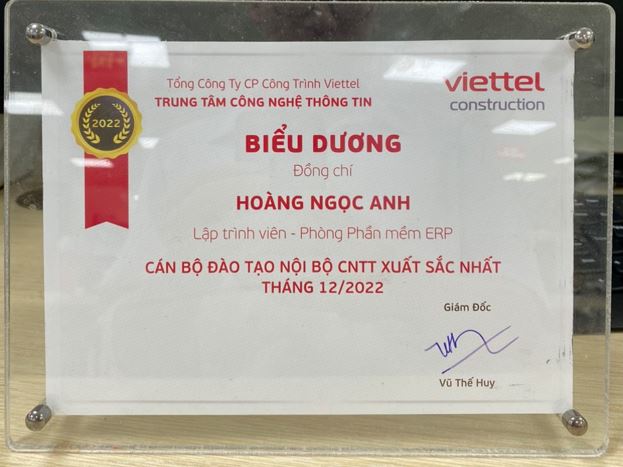 Tổng Công Ty CP Công Trình Viettel
TRUNG TÂM CÔNG NGHỆ THÔNG TIN
viettel
construction
2022
BIỂU DƯƠNG
Đồng chí
HOÀNG NGỌC ANH
Lập trình viên - Phòng Phần mềm ERP
CÁN BỘ ĐÀO TẠO NỘI BỘ CNTT XUẤT SẮC NHẤT
THÁNG 12/2022
Giám Đốc
Vũ Thế Huy